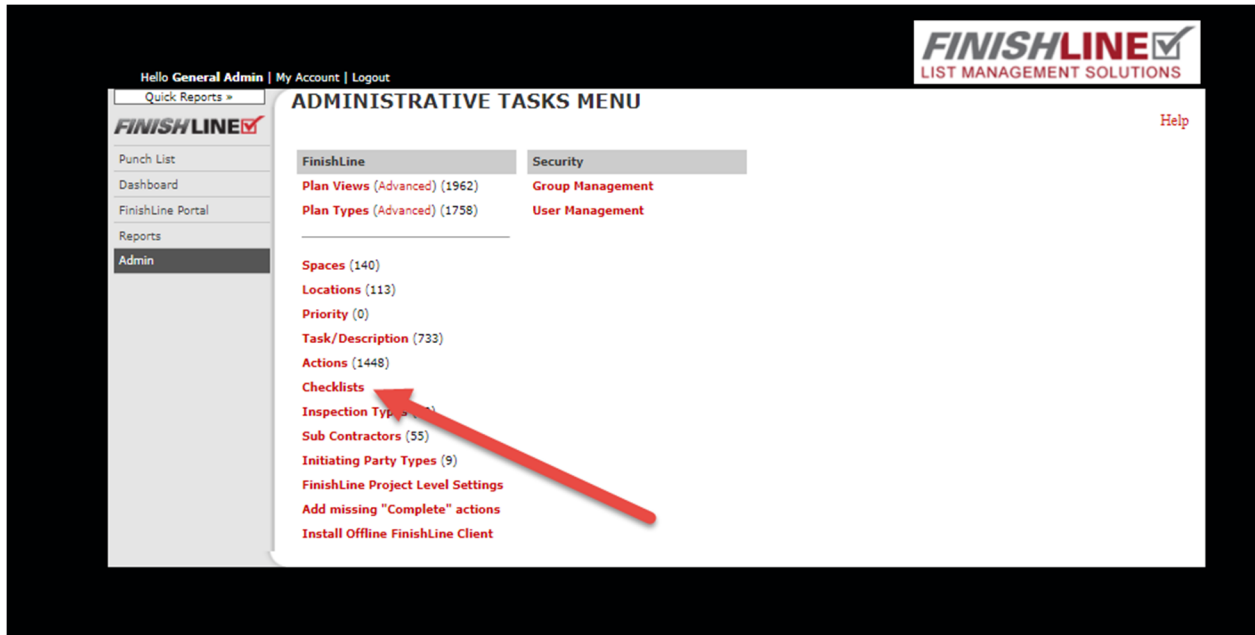 FINISHLINE
LIST MANAGEMENT SOLUTIONS
Hello General Admin | My Account | Logout
Quick Reports »
ADMINISTRATIVE TASKS MENU
Help
FINISHLINE
Punch List
Dashboard
FinishLine Portal
Reports
Admin
FinishLine
Plan Views (Advanced) (1962)
Plan Types (Advanced) (1758)
Spaces (140)
Locations (113)
Priority (0)
Task/Description (733)
Actions (1448)
Checklists
Inspection Types
Sub Contractors (55)
Initiating Party Types (9)
FinishLine Project Level Settings
Add missing "Complete" actions
Install Offline FinishLine Client
Security
Group Management
User Management